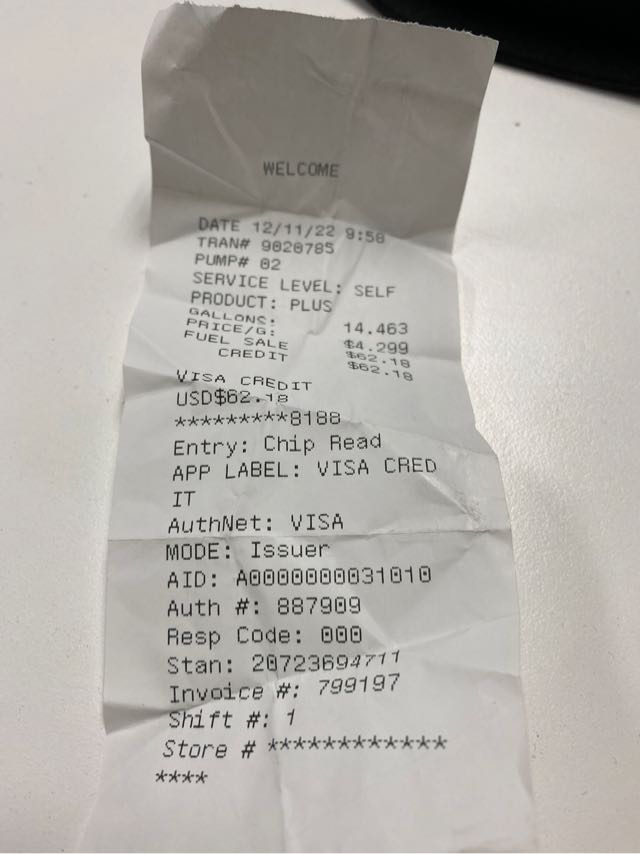 WELCOME
DATE 12/11/22 9:58
TRAN# 9020785
PUMP# 02
SERVICE LEVEL: SELF
PRODUCT: PLUS
GALLONS: 14.463
PRICE/G: $4.299
FUEL SALE $62.18
CREDIT $62.18
VISA CREDIT
USD$62.18
*********8188
Entry: Chip Read
APP LABEL: VISA CRED
IT
AuthNet: VISA
MODE: Issuer
AID: A0000000031010
Auth #: 887909
Resp Code: 000
Stan: 20723694711
Invoice #: 799197
Shift #: 1
Store # *************
****